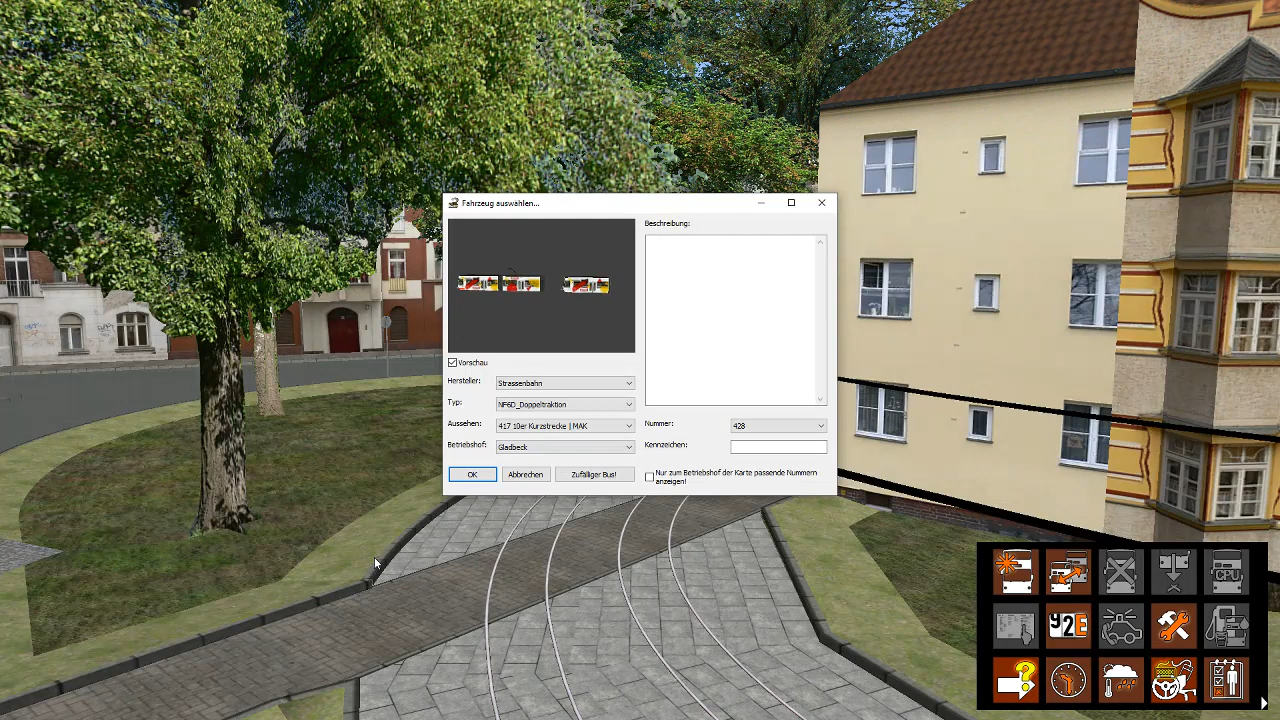 Fahrzeug auswählen...
Beschreibung:
Vorschau
Hersteller:
Strassenbahn
Typ:
NF6D_Doppeltraktion
Aussehen:
417 10er Kurzstrecke | MAK
Nummer:
428
Betriebshof:
Gladbeck
Kennzeichen:
OK
Abbrechen
Zufälliger Bus!
Nur zum Betriebshof der Karte passende Nummern
anzeigen!
CPU
92E
?